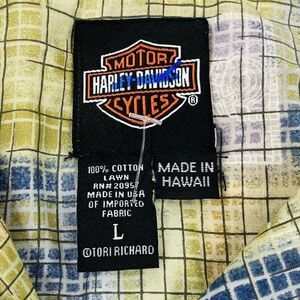 MOTOR
HARLEY-DAVIDSON
CYCLES
®
100% COTTON
LAWN
RN#20957
MADE IN USA
OF IMPORTED
FABRIC
L
©TORI RICHARD
MADE IN
HAWAII